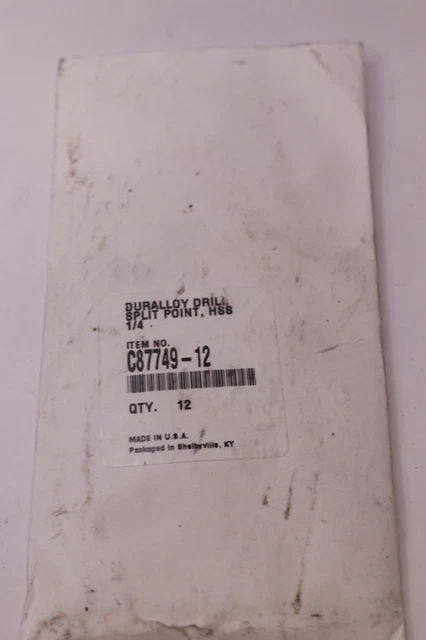 DURALLOY DRILL
SPLIT POINT, HSS
1/4
ITEM NO.
C87749-12
QTY. 12
MADE IN U.S.A.
Packaged in Shelbyville, KY